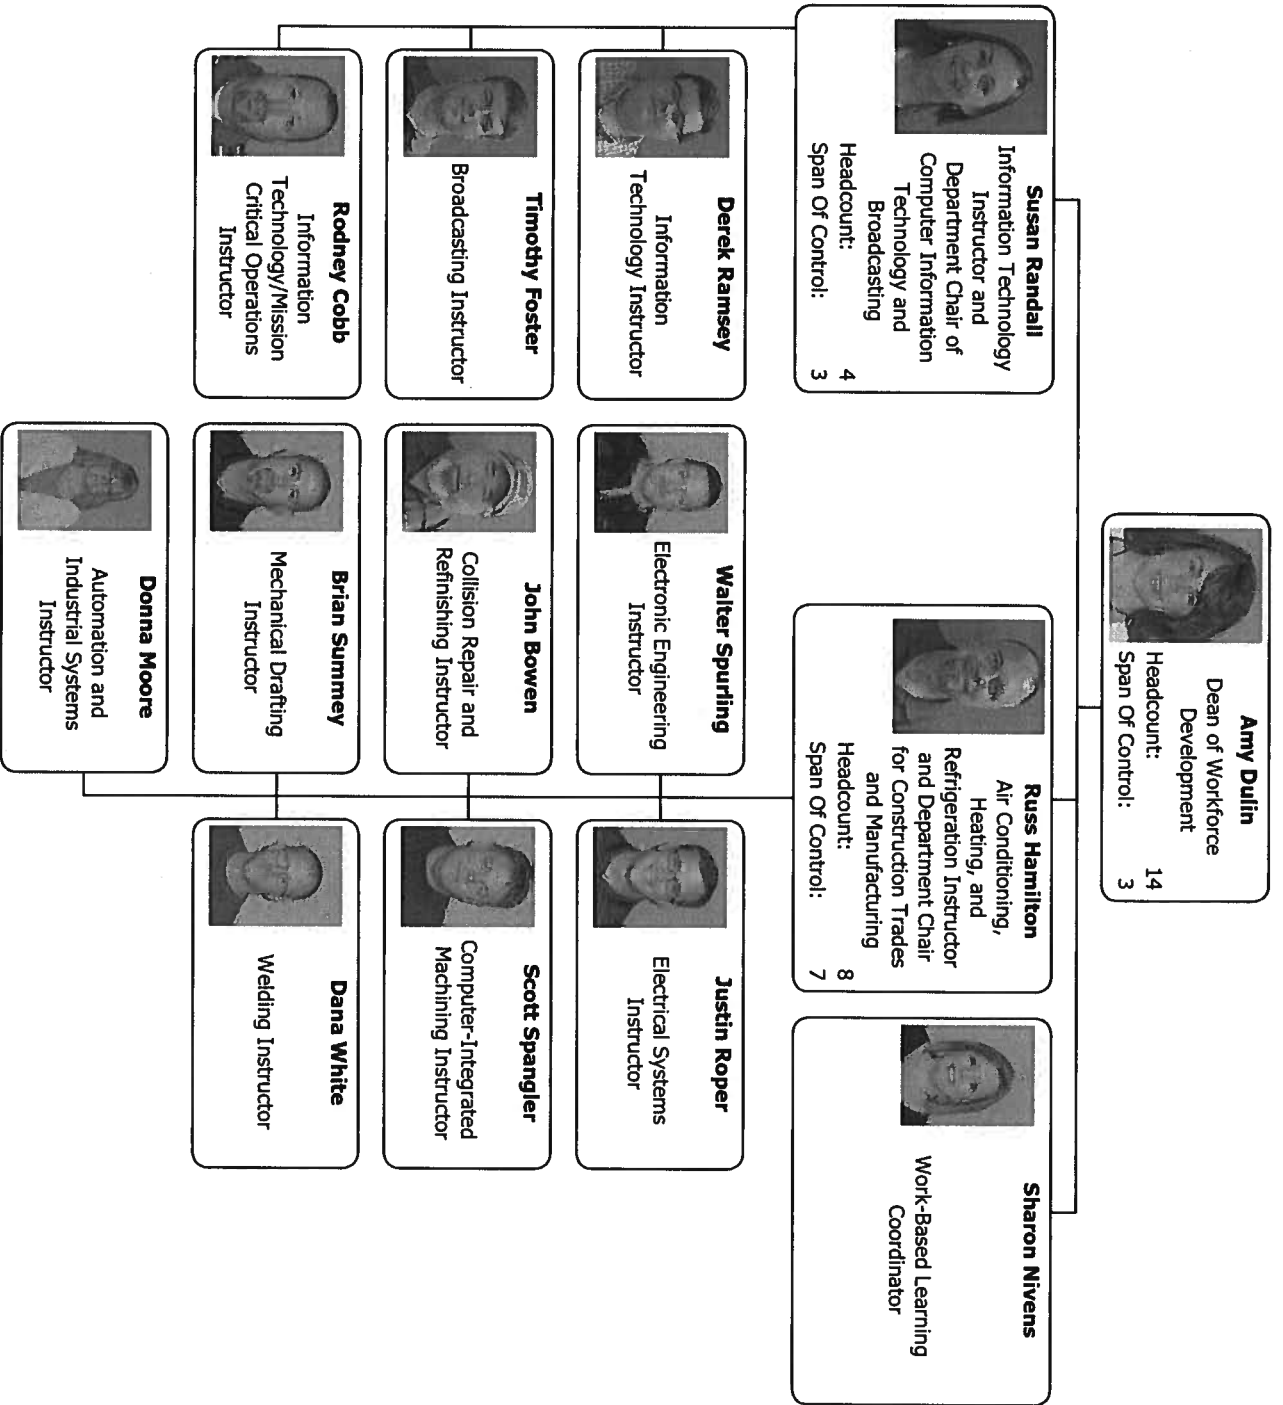 Amy Dulin
Dean of Workforce
Development
Headcount: 14
Span Of Control: 3
Susan Randall
Information Technology
Instructor and
Department Chair of
Computer Information
Technology and
Broadcasting
Headcount: 4
Span Of Control: 3
Russ Hamilton
Air Conditioning,
Heating, and
Refrigeration Instructor
and Department Chair
for Construction Trades
and Manufacturing
Headcount: 8
Span Of Control: 7
Sharon Nivens
Work-Based Learning
Coordinator
Derek Ramsey
Information
Technology Instructor
Timothy Foster
Broadcasting Instructor
Rodney Cobb
Information
Technology/Mission
Critical Operations
Instructor
Walter Spurling
Electronic Engineering
Instructor
Justin Roper
Electrical Systems
Instructor
John Bowen
Collision Repair and
Refinishing Instructor
Scott Spangler
Computer-Integrated
Machining Instructor
Brian Summey
Mechanical Drafting
Instructor
Dana White
Welding Instructor
Donna Moore
Automation and
Industrial Systems
Instructor